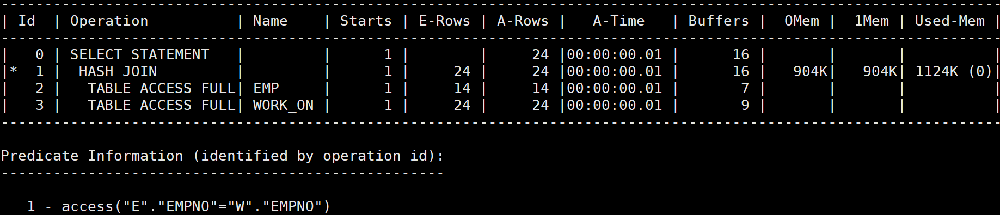 -------------------------------------------------------------------------------------------------------------------
| Id  | Operation          | Name    | Starts | E-Rows | A-Rows |   A-Time   | Buffers |  OMem |  1Mem | Used-Mem |
-------------------------------------------------------------------------------------------------------------------
|   0 | SELECT STATEMENT   |         |      1 |        |     24 |00:00:00.01 |      16 |       |       |          |
|*  1 |  HASH JOIN         |         |      1 |     24 |     24 |00:00:00.01 |      16 |   904K|   904K| 1124K (0)|
|   2 |   TABLE ACCESS FULL| EMP     |      1 |     14 |     14 |00:00:00.01 |       7 |       |       |          |
|   3 |   TABLE ACCESS FULL| WORK_ON |      1 |     24 |     24 |00:00:00.01 |       9 |       |       |          |
-------------------------------------------------------------------------------------------------------------------
Predicate Information (identified by operation id):
---------------------------------------------------
   1 - access("E"."EMPNO"="W"."EMPNO")